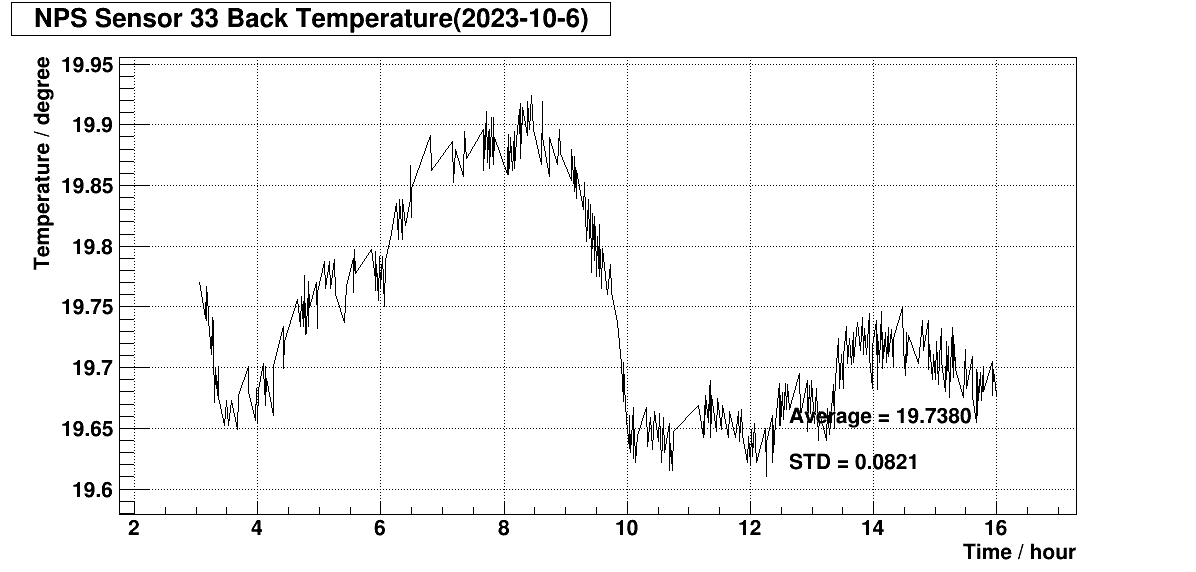 NPS Sensor 33 Back Temperature(2023-10-6)
Temperature / degree
19.95
19.9
19.85
19.8
19.75
19.7
19.65
19.6
Average = 19.7380
STD = 0.0821
2 4 6 8 10 12 14 16
Time / hour